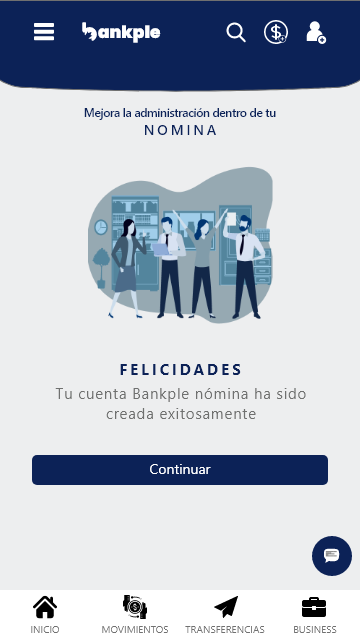 bankple
Mejora la administración dentro de tu
NOMINA
FELICIDADES
Tu cuenta Bankple nómina ha sido
creada exitosamente
Continuar
INICIO MOVIMIENTOS TRANSFERENCIAS BUSINESS